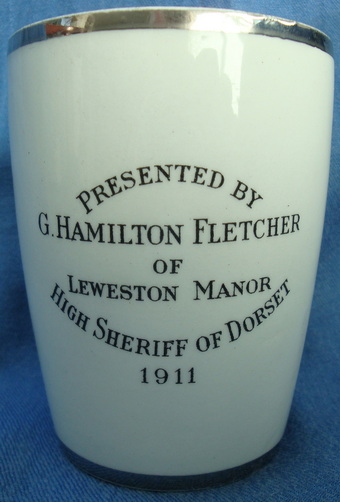 PRESENTED BY
G. HAMILTON FLETCHER
OF
LEWESTON MANOR
HIGH SHERIFF OF DORSET
1911